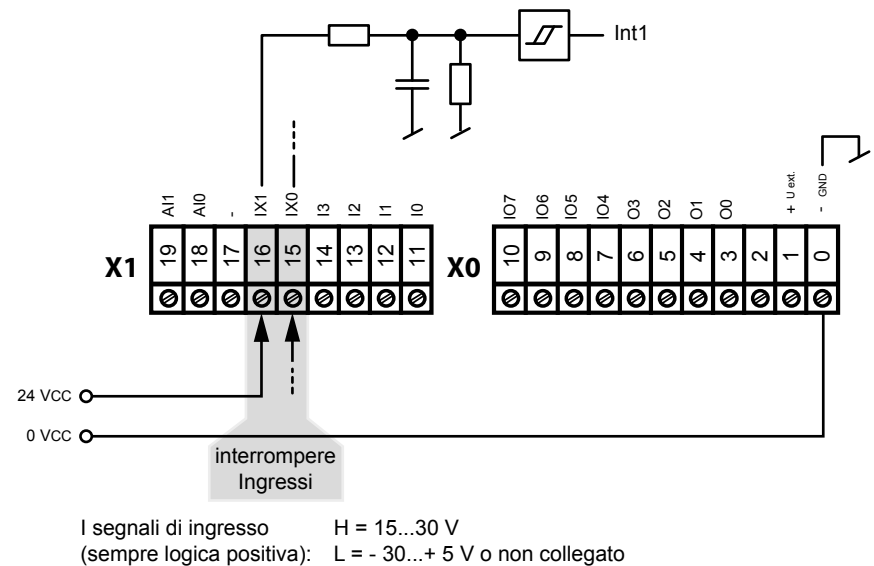 Int1
AI1
AI0
-
IX1
IX0
I3
I2
I1
I0
IO7
IO6
IO5
IO4
O3
O2
O1
O0
+ U ext.
- GND
X1
19
18
17
16
15
14
13
12
11
X0
10
9
8
7
6
5
4
3
2
1
0
24 VCC
0 VCC
interrompere
Ingressi
I segnali di ingresso H = 15...30 V
(sempre logica positiva): L = - 30...+ 5 V o non collegato